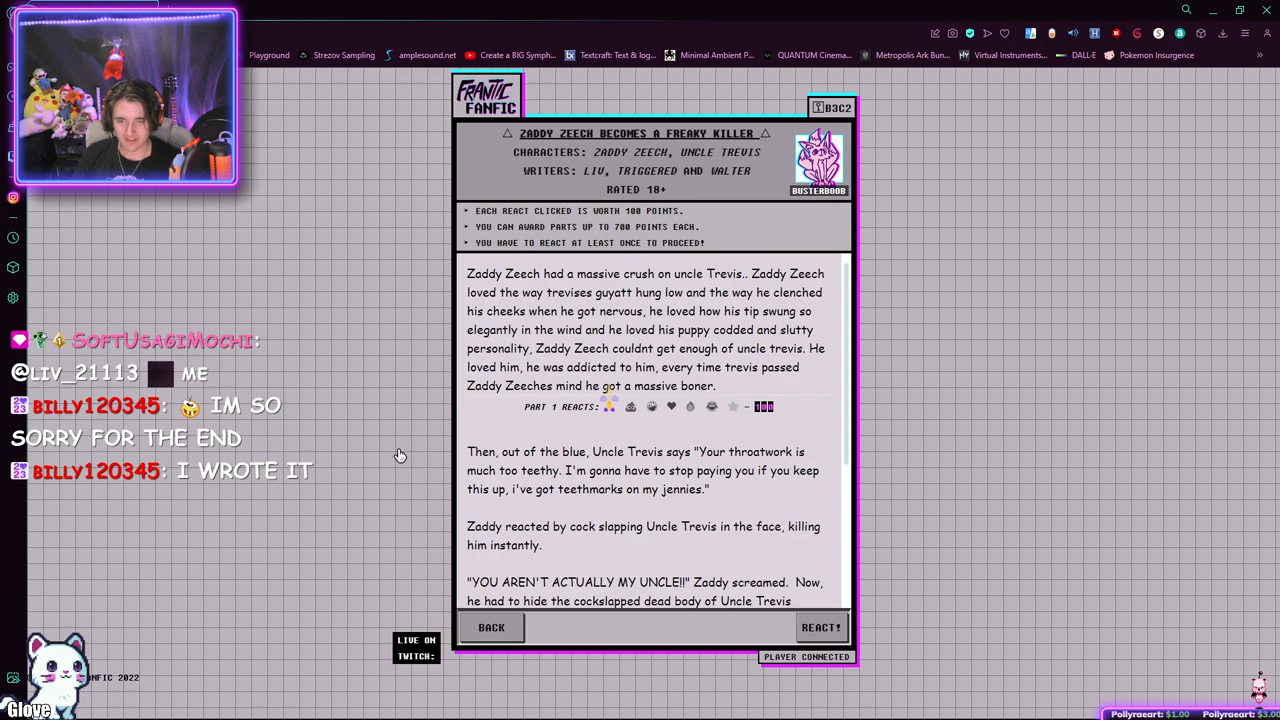 Playground
Strezov Sampling
amplesound.net
Create a BIG Symph...
Textcraft: Text & log...
Minimal Ambient P...
QUANTUM Cinema...
Metropolis Ark Bun...
Virtual Instruments...
DALL-E
Pokemon Insurgence
FRANTIC
FANFIC
B3C2
ZADDY ZEECH BECOMES A FREAKY KILLER
CHARACTERS: ZADDY ZEECH, UNCLE TREVIS
WRITERS: LIV, TRIGGERED AND WALTER
RATED 18+
BUSTERBOOB
EACH REACT CLICKED IS WORTH 100 POINTS.
YOU CAN AWARD PARTS UP TO 700 POINTS EACH.
YOU HAVE TO REACT AT LEAST ONCE TO PROCEED!
Zaddy Zeech had a massive crush on uncle Trevis.. Zaddy Zeech
loved the way trevises guyatt hung low and the way he clenched
his cheeks when he got nervous, he loved how his tip swung so
elegantly in the wind and he loved his puppy codded and slutty
personality, Zaddy Zeech couldnt get enough of uncle trevis. He
loved him, he was addicted to him, every time trevis passed
Zaddy Zeeches mind he got a massive boner.
PART 1 REACTS: - 100
Then, out of the blue, Uncle Trevis says "Your throatwork is
much too teethy. I'm gonna have to stop paying you if you keep
this up, i've got teethmarks on my jennies."
Zaddy reacted by cock slapping Uncle Trevis in the face, killing
him instantly.
"YOU AREN'T ACTUALLY MY UNCLE!!" Zaddy screamed. Now,
he had to hide the cockslapped dead body of Uncle Trevis
BACK
REACT!
LIVE ON
TWITCH:
PLAYER CONNECTED
SOFTUSAGIMOCHI:
@LIV_21113 ME
BILLY120345: IM SO
SORRY FOR THE END
BILLY120345: I WROTE IT
FANFIC 2022
Glove
Pollyraeart: $1.00 Pollyraeart: $3.00